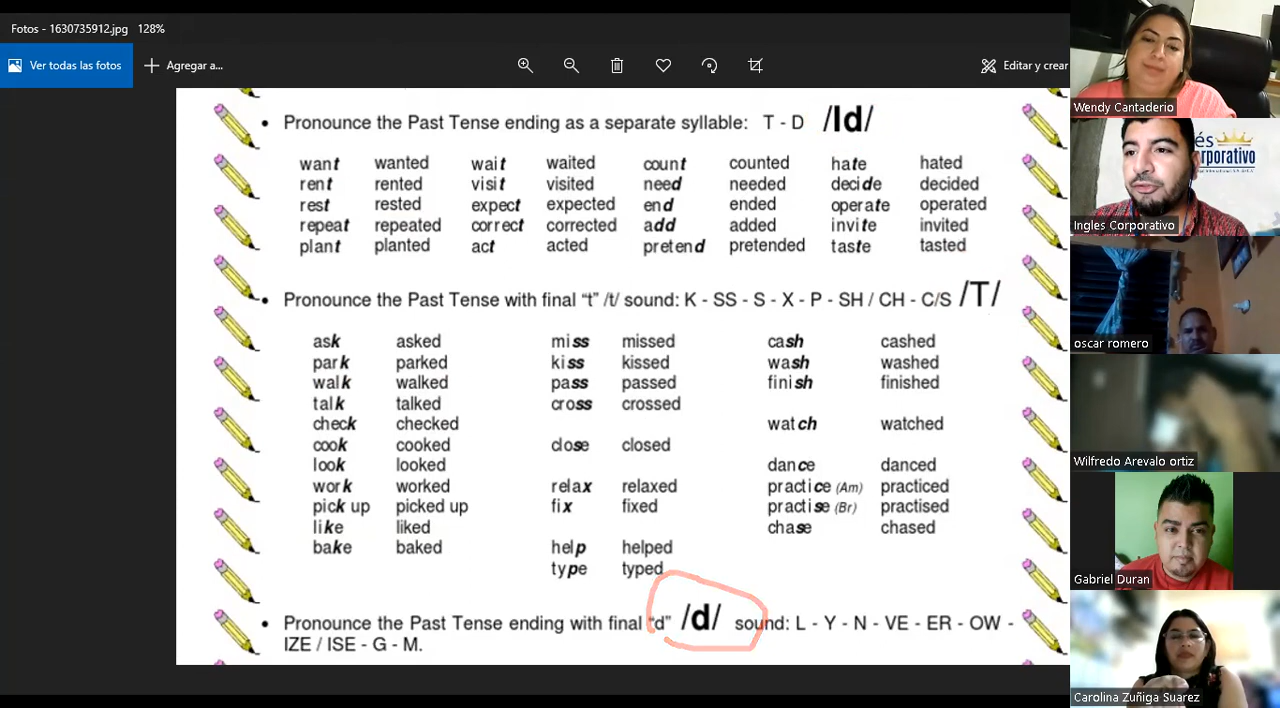 Fotos - 1630735912.jpg 128%
Ver todas las fotos
Agregar a...
Editar y crear
• Pronounce the Past Tense ending as a separate syllable: T - D /Id/
want wanted wait waited count counted hate hated
rent rented visit visited need needed decide decided
rest rested expect expected end ended operate operated
repeat repeated correct corrected add added invite invited
plant planted act acted pretend pretended taste tasted
• Pronounce the Past Tense with final “t” /t/ sound: K - SS - S - X - P - SH / CH - C/S /T/
ask asked miss missed cash cashed
park parked kiss kissed wash washed
walk walked pass passed finish finished
talk talked cross crossed
check checked watch watched
cook cooked close closed
look looked dance danced
work worked relax relaxed practice (Am) practiced
pick up picked up fix fixed practise (Br) practised
like liked chase chased
bake baked help helped
type typed
• Pronounce the Past Tense ending with final “d” /d/ sound: L - Y - N - VE - ER - OW -
IZE / ISE - G - M.
Wendy Cantaderio
és
rporativo
Ingles Corporativo
oscar romero
Wilfredo Arevalo ortiz
Gabriel Duran
Carolina Zuñiga Suarez